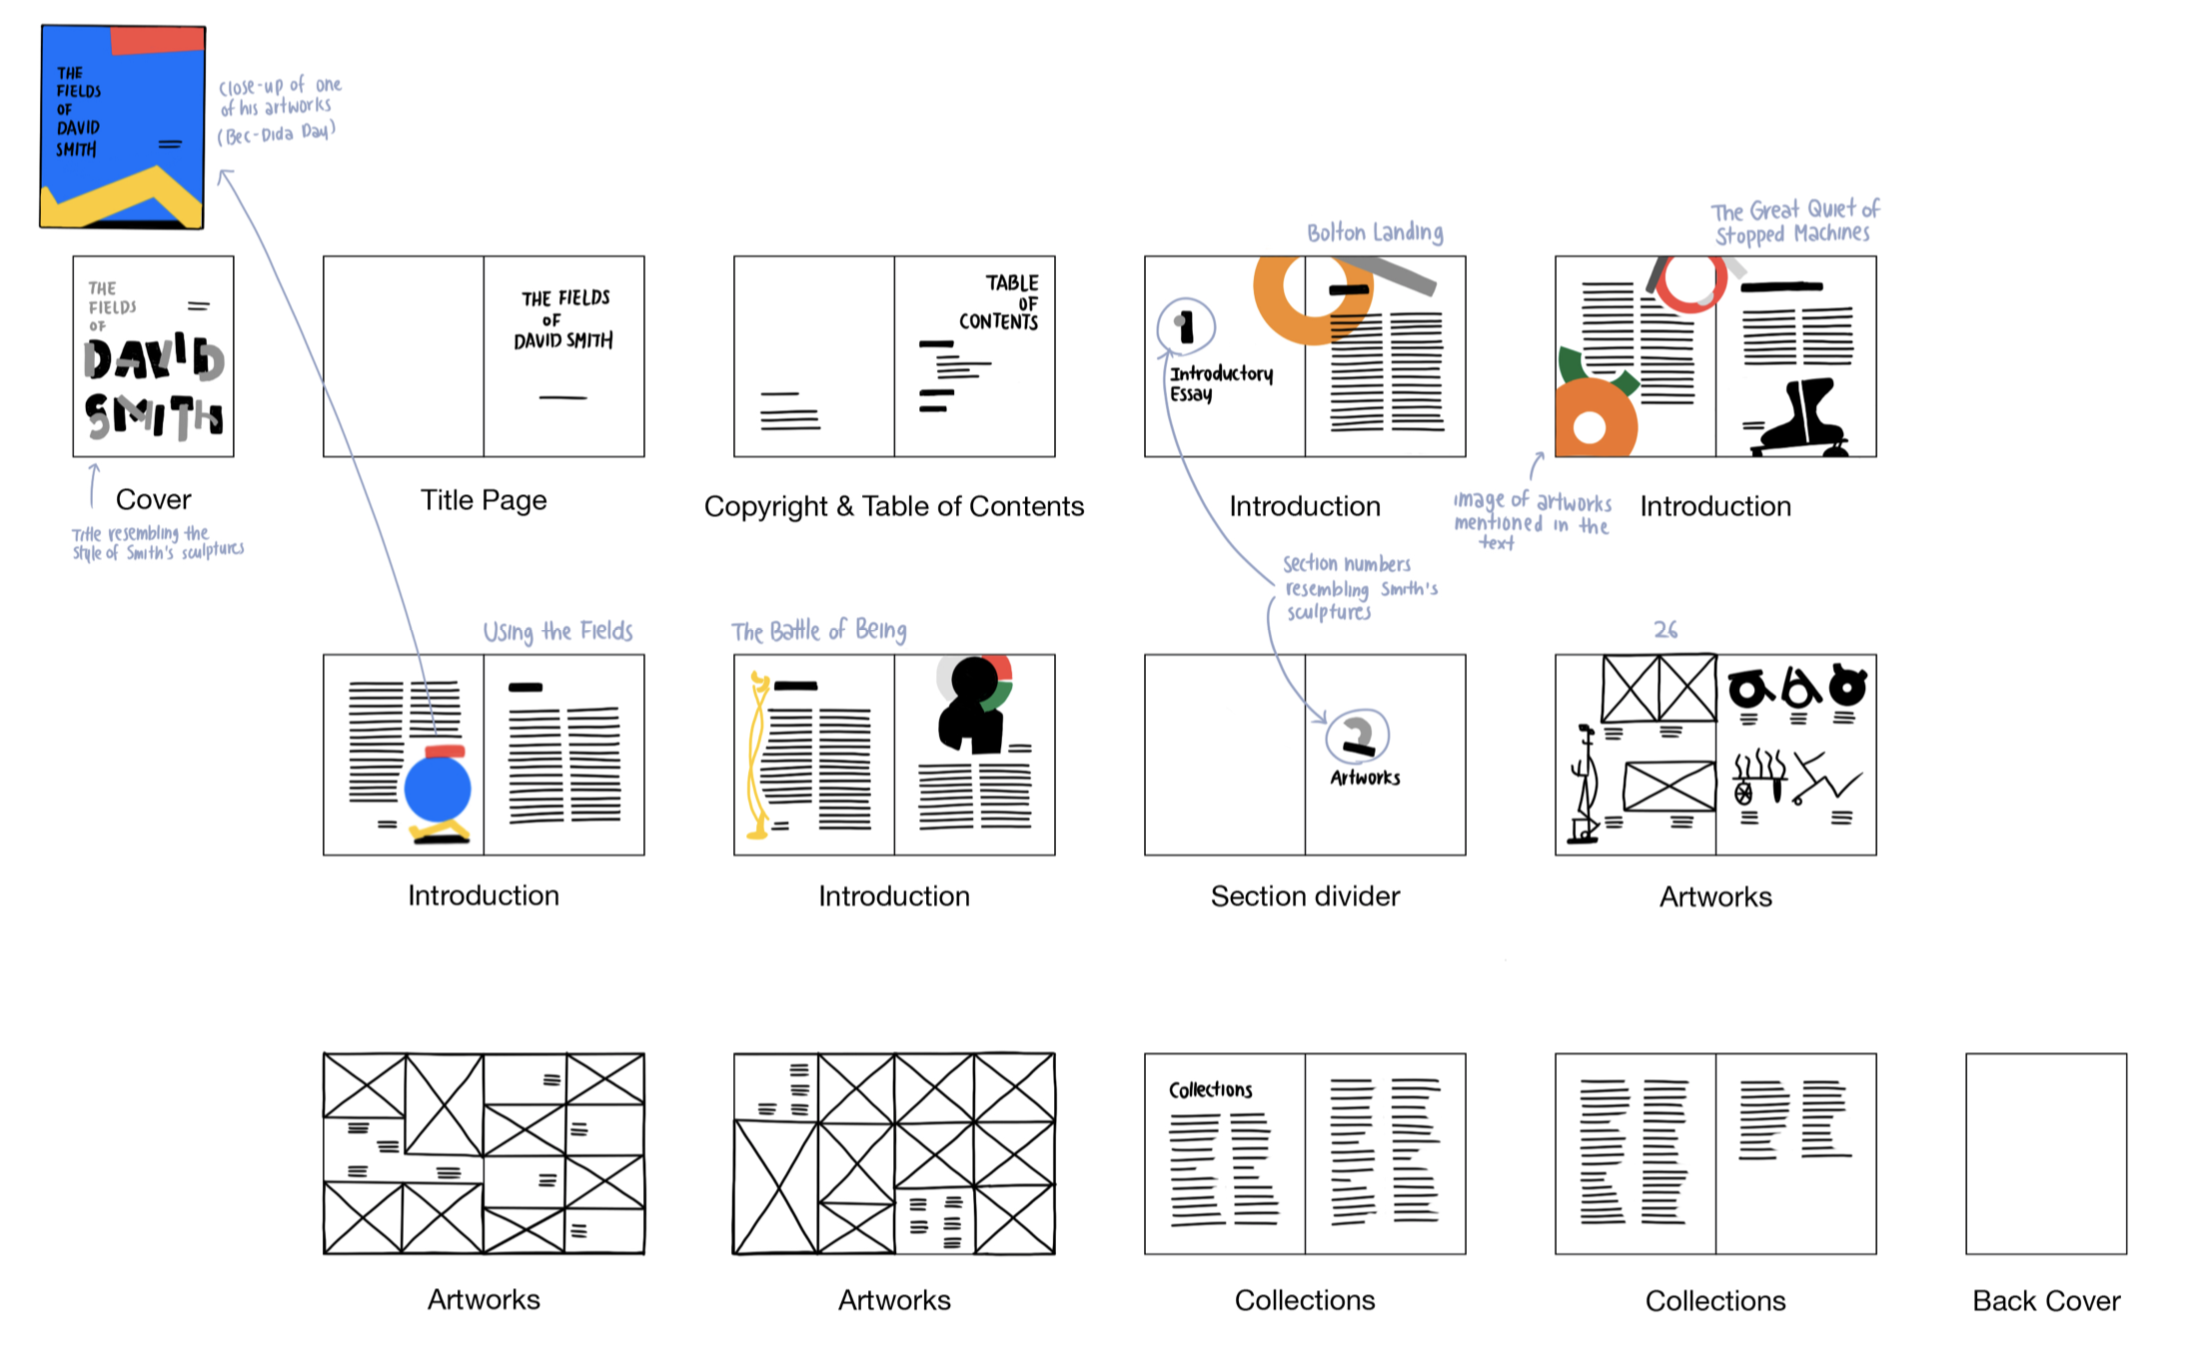 THE
FIELDS
OF
DAVID
SMITH
Close-up of one
of his artworks
(Bec-Dida Day)
THE
FIELDS
OF
DAVID
SMITH
Cover
Title resembling the
Style of Smith's sculptures
THE FIELDS
OF
DAVID SMITH
Title Page
TABLE
OF
CONTENTS
Copyright & Table of Contents
Bolton Landing
1
Introductory
Essay
Introduction
The Great Quiet of
Stopped Machines
image of artworks
mentioned in the
text
Introduction
Section numbers
resembling Smith's
sculptures
Using the Fields
Introduction
The Battle of Being
Introduction
2
Artworks
Section divider
26
Artworks
Artworks
Artworks
Collections
Collections
Collections
Back Cover